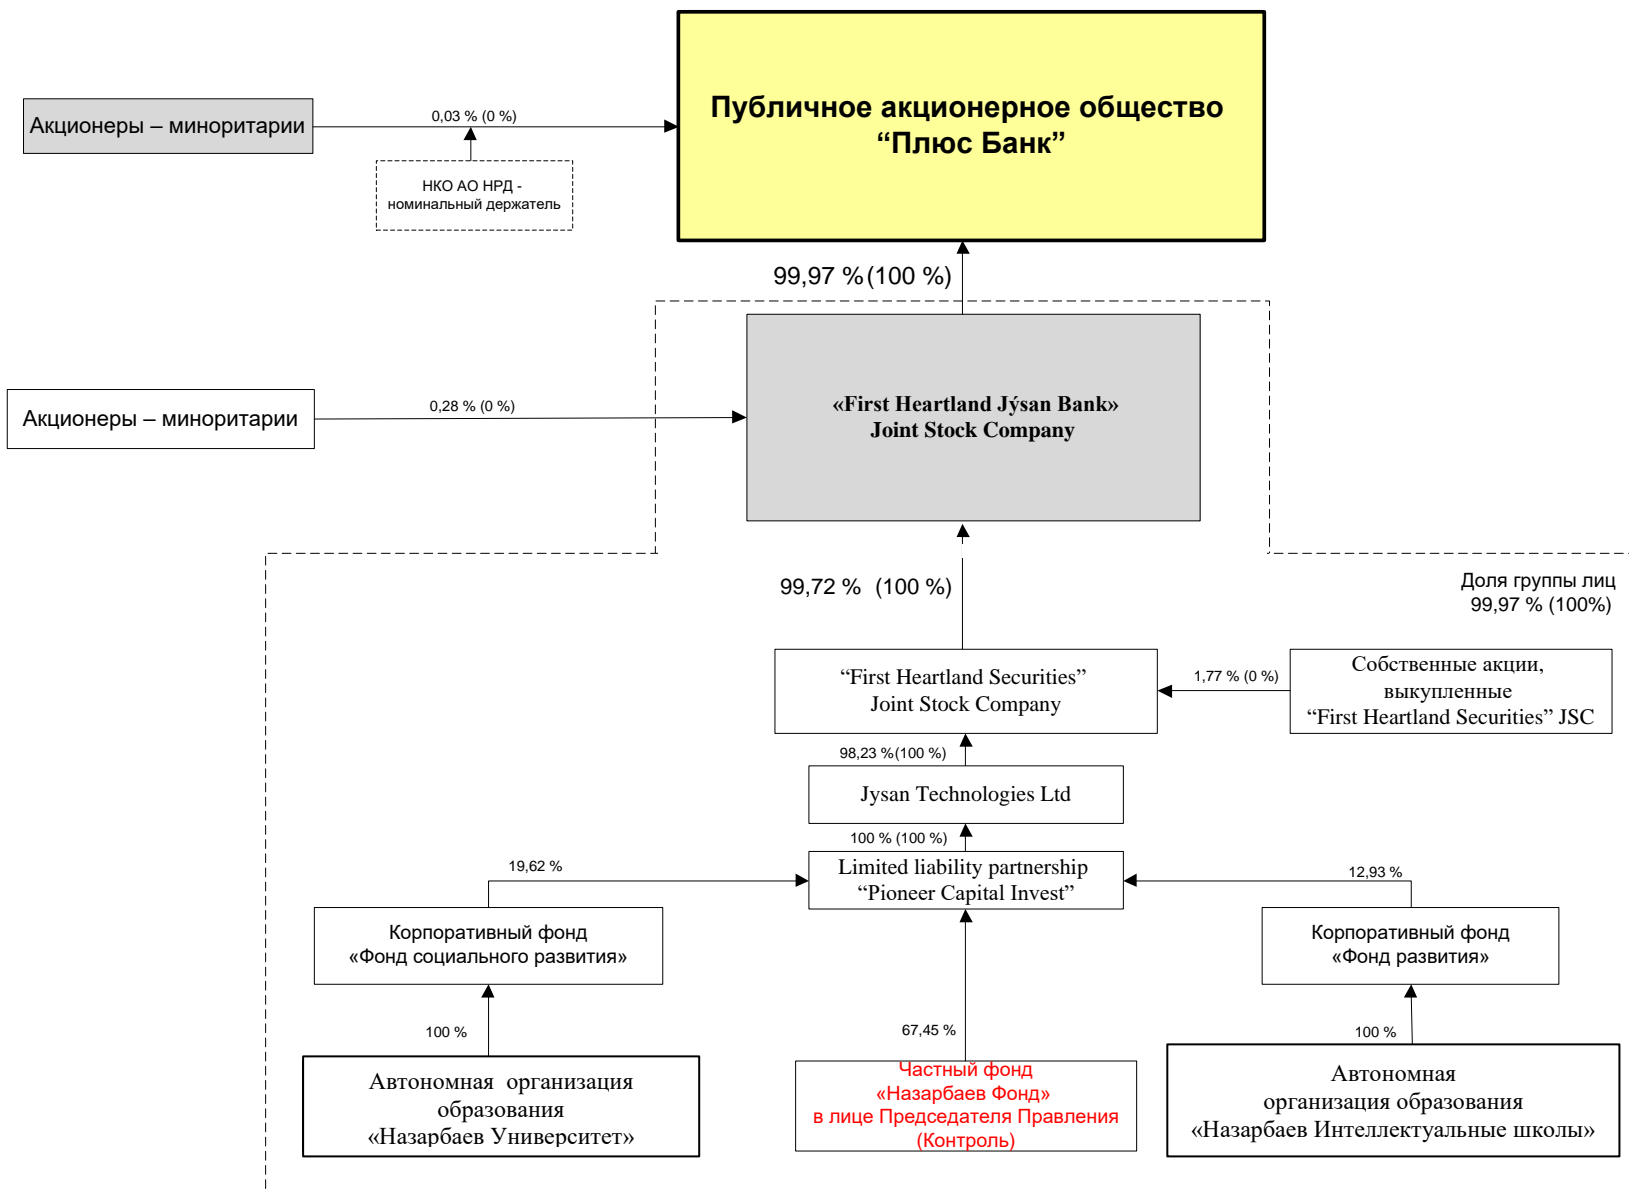 Публичное акционерное общество
“Плюс Банк”
Акционеры – миноритарии
0,03 % (0 %)
НКО АО НРД -
номинальный держатель
99,97 % (100 %)
Акционеры – миноритарии
0,28 % (0 %)
«First Heartland Jýsan Bank»
Joint Stock Company
99,72 % (100 %)
Доля группы лиц
99,97 % (100%)
“First Heartland Securities”
Joint Stock Company
1,77 % (0 %)
Собственные акции,
выкупленные
“First Heartland Securities” JSC
98,23 %(100 %)
Jysan Technologies Ltd
100 % (100 %)
19,62 %
Limited liability partnership
“Pioneer Capital Invest”
12,93 %
Корпоративный фонд
«Фонд социального развития»
Корпоративный фонд
«Фонд развития»
100 %
67,45 %
100 %
Автономная организация
образования
«Назарбаев Университет»
Частный фонд
«Назарбаев Фонд»
в лице Председателя Правления
(Контроль)
Автономная
организация образования
«Назарбаев Интеллектуальные школы»